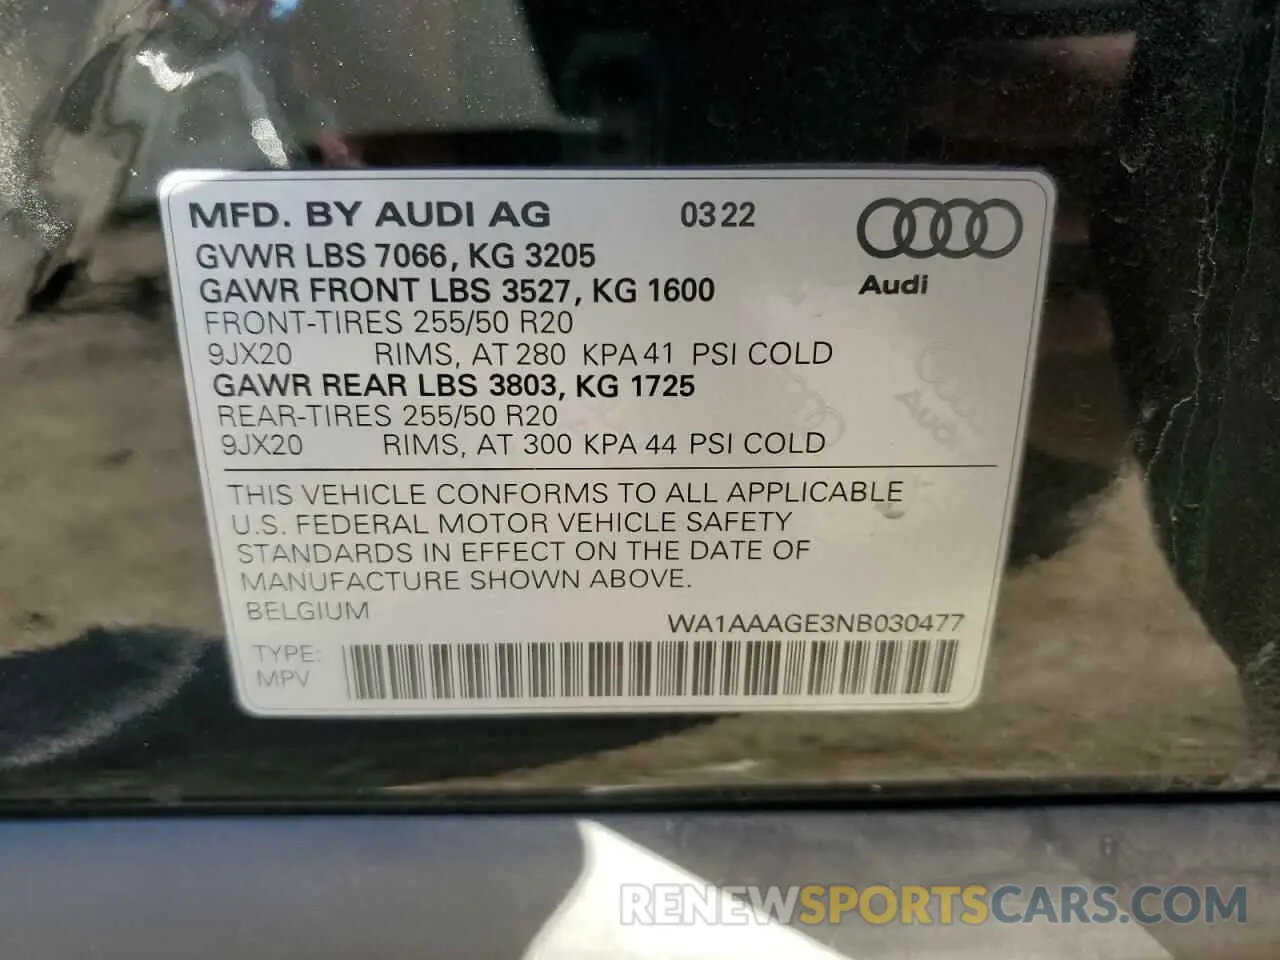 MFD. BY AUDI AG 03 22
Audi
GVWR LBS 7066, KG 3205
GAWR FRONT LBS 3527, KG 1600
FRONT-TIRES 255/50 R20
9JX20 RIMS, AT 280 KPA 41 PSI COLD
GAWR REAR LBS 3803, KG 1725
REAR-TIRES 255/50 R20
9JX20 RIMS, AT 300 KPA 44 PSI COLD
THIS VEHICLE CONFORMS TO ALL APPLICABLE
U.S. FEDERAL MOTOR VEHICLE SAFETY
STANDARDS IN EFFECT ON THE DATE OF
MANUFACTURE SHOWN ABOVE.
BELGIUM
WA1AAAGE3NB030477
TYPE:
MPV
RENEWSPORTSCARS.COM